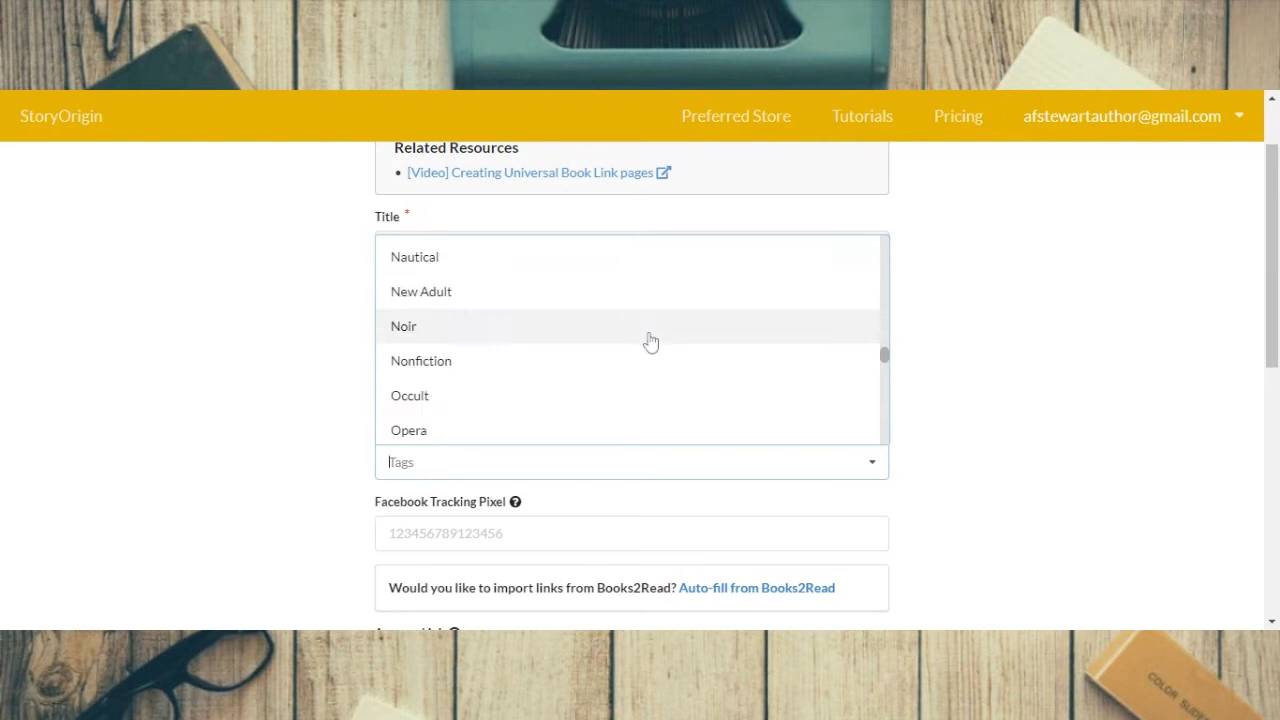 StoryOrigin Preferred Store Tutorials Pricing afstewartauthor@gmail.com
Related Resources
• [Video] Creating Universal Book Link pages
Title *
Nautical
New Adult
Noir
Nonfiction
Occult
Opera
Tags
Facebook Tracking Pixel
123456789123456
Would you like to import links from Books2Read? Auto-fill from Books2Read